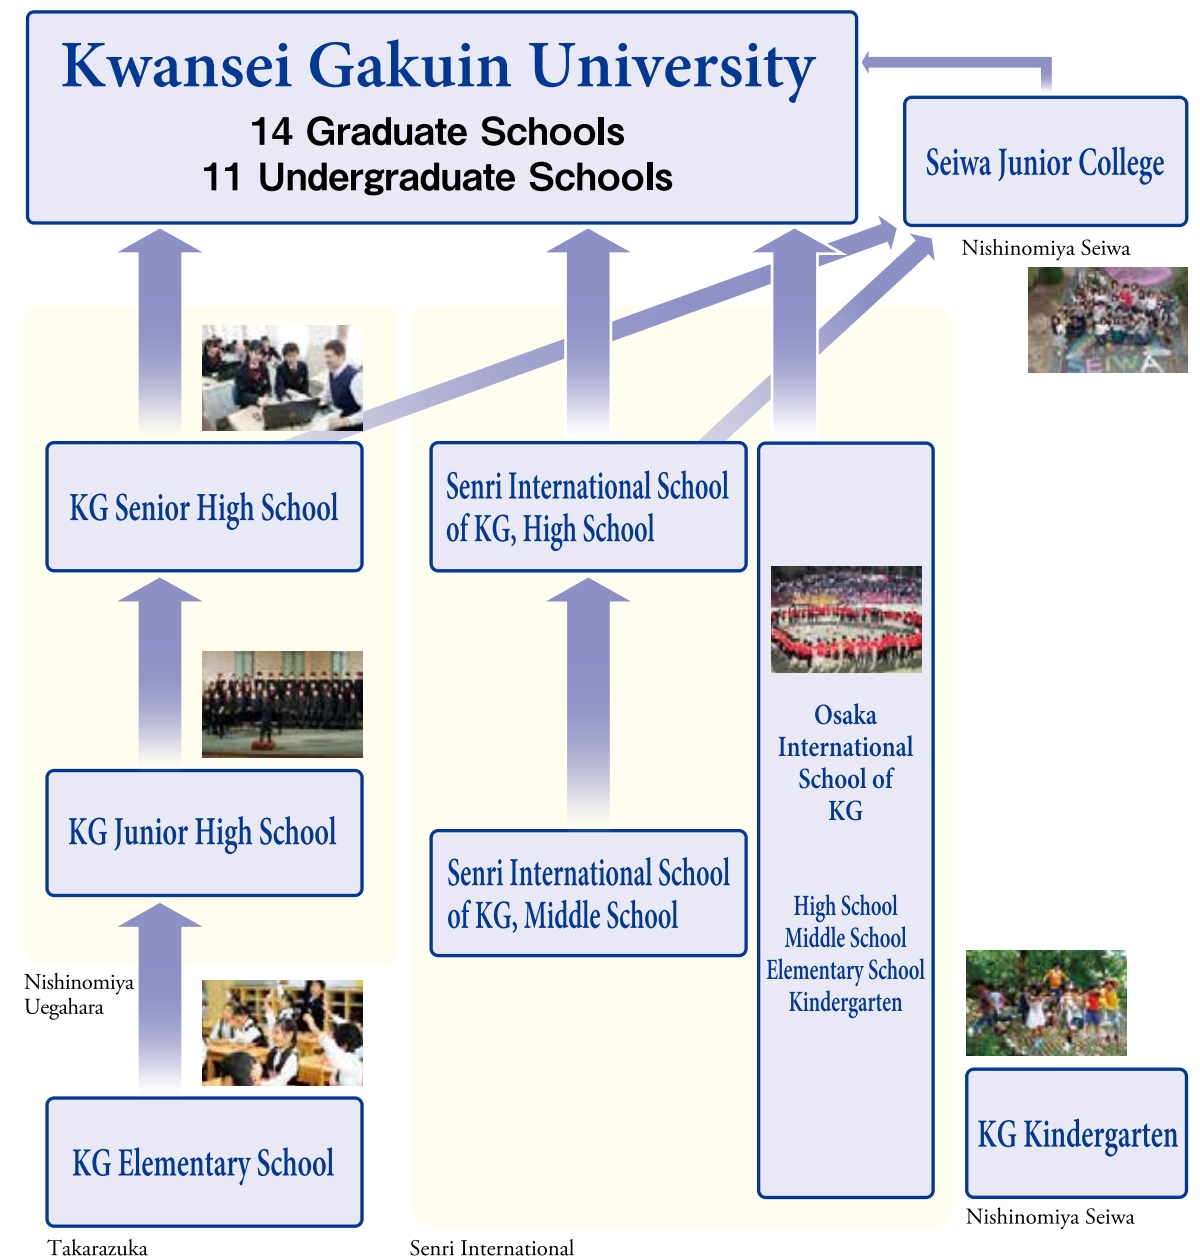 Kwansei Gakuin University
14 Graduate Schools
11 Undergraduate Schools
Seiwa Junior College
Nishinomiya Seiwa
SEIWA
KG Senior High School
Senri International School
of KG, High School
KG Junior High School
Senri International School
of KG, Middle School
Osaka
International
School of
KG
High School
Middle School
Elementary School
Kindergarten
Nishinomiya
Uegahara
KG Elementary School
KG Kindergarten
Takarazuka
Senri International
Nishinomiya Seiwa